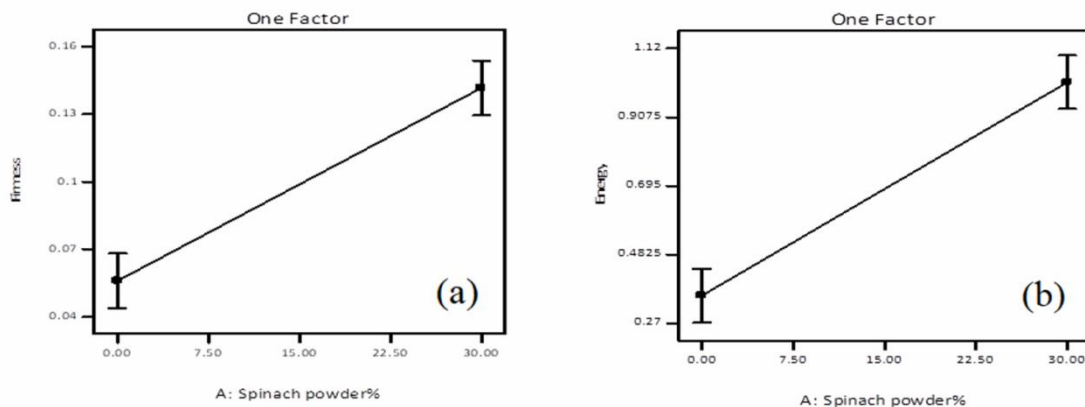 One Factor
0.16
0.13
0.1
0.07
0.04
Firmness
0.00
7.50
15.00
22.50
30.00
A: Spinach powder%
(a)
One Factor
1.12
0.9075
0.695
0.4825
0.27
Energy
0.00
7.50
15.00
22.50
30.00
A: Spinach powder%
(b)